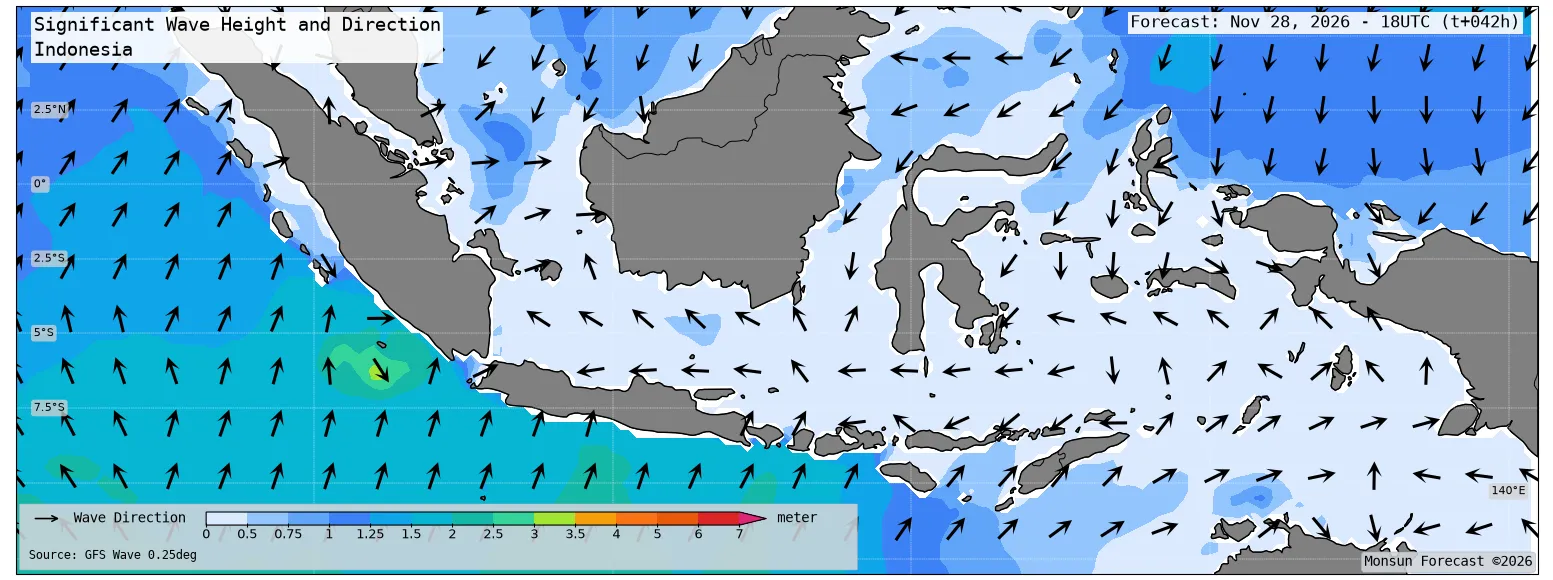 Significant Wave Height and Direction
Indonesia
Forecast: Nov 28, 2026 - 18UTC (t+042h)
2.5°N
0°
2.5°S
5°S
7.5°S
140°E
Wave Direction
meter
0 0.5 0.75 1 1.25 1.5 2 2.5 3 3.5 4 5 6 7
Source: GFS Wave 0.25deg
Monsun Forecast ©2026